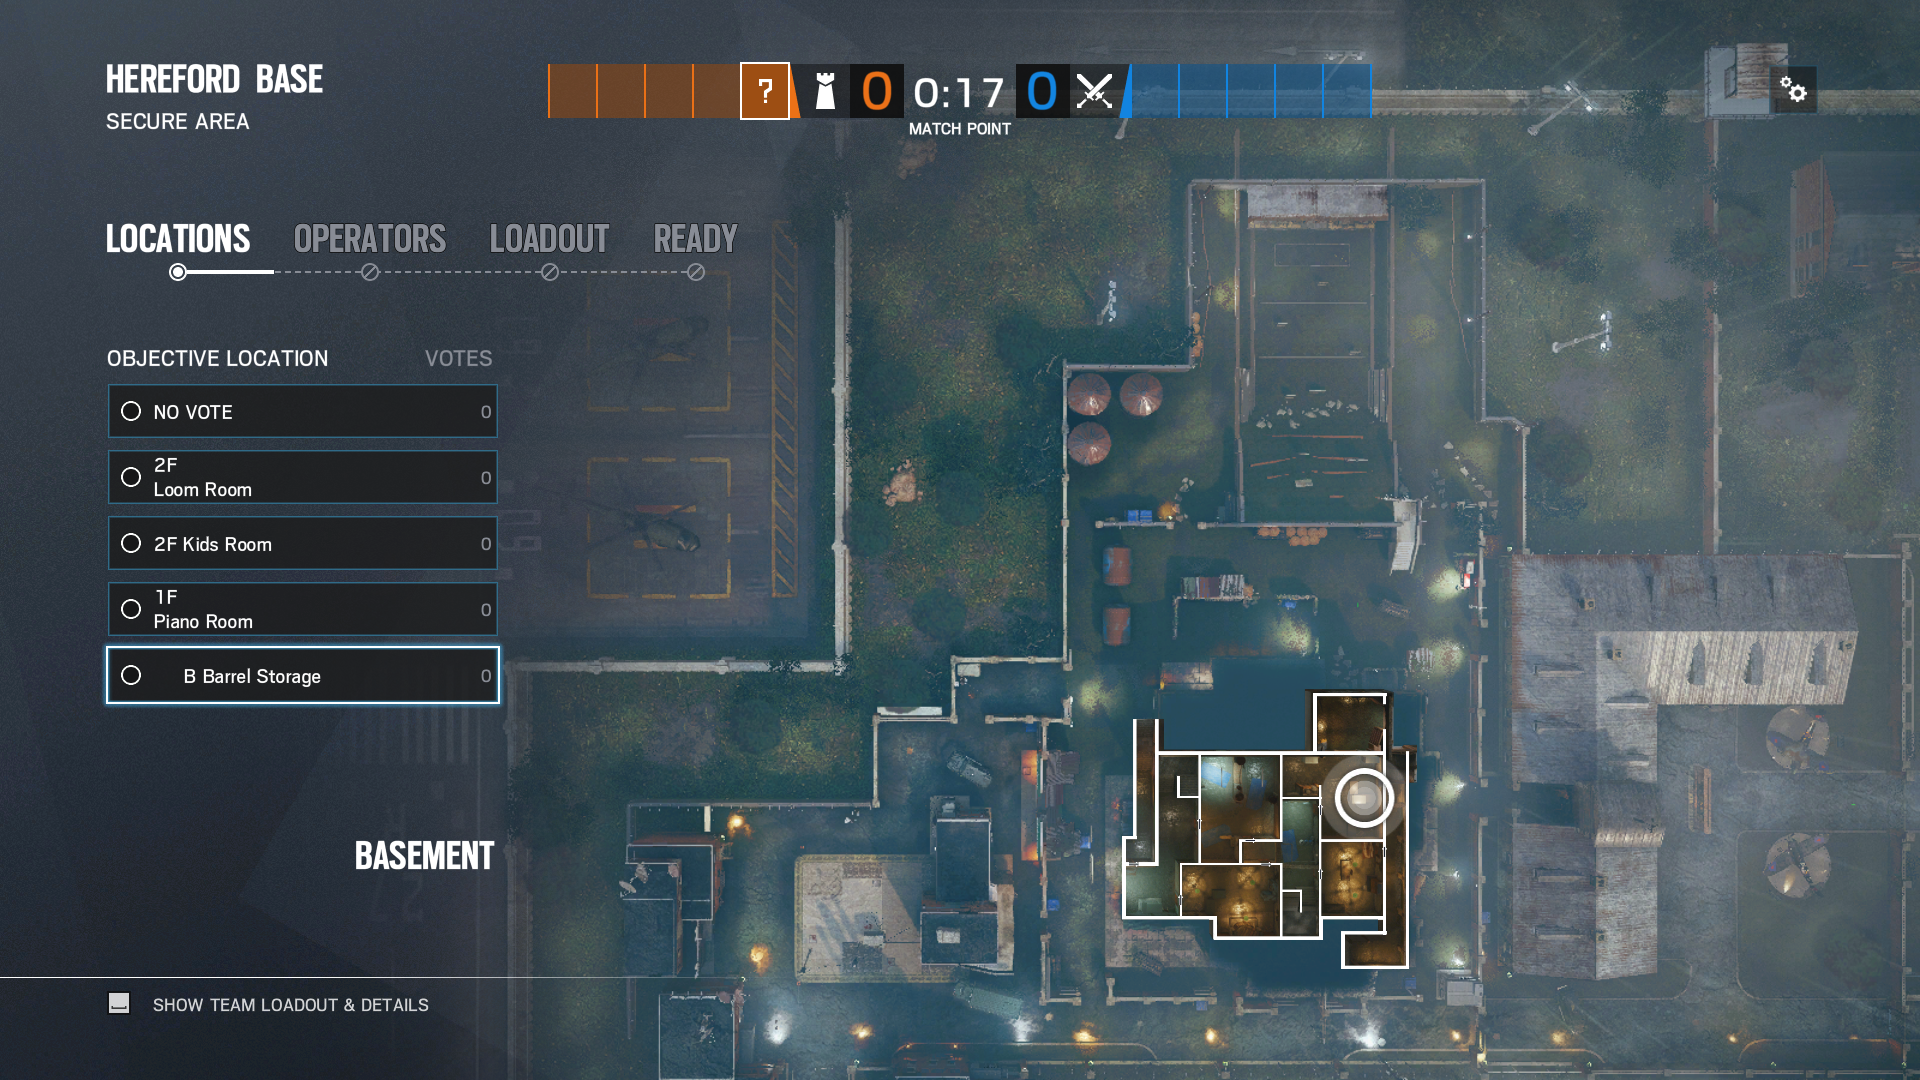 HEREFORD BASE
SECURE AREA
?
0
0:17
0
MATCH POINT
LOCATIONS
OPERATORS
LOADOUT
READY
OBJECTIVE LOCATION
VOTES
NO VOTE
0
2F
Loom Room
0
2F Kids Room
0
1F
Piano Room
0
B Barrel Storage
0
BASEMENT
SHOW TEAM LOADOUT & DETAILS